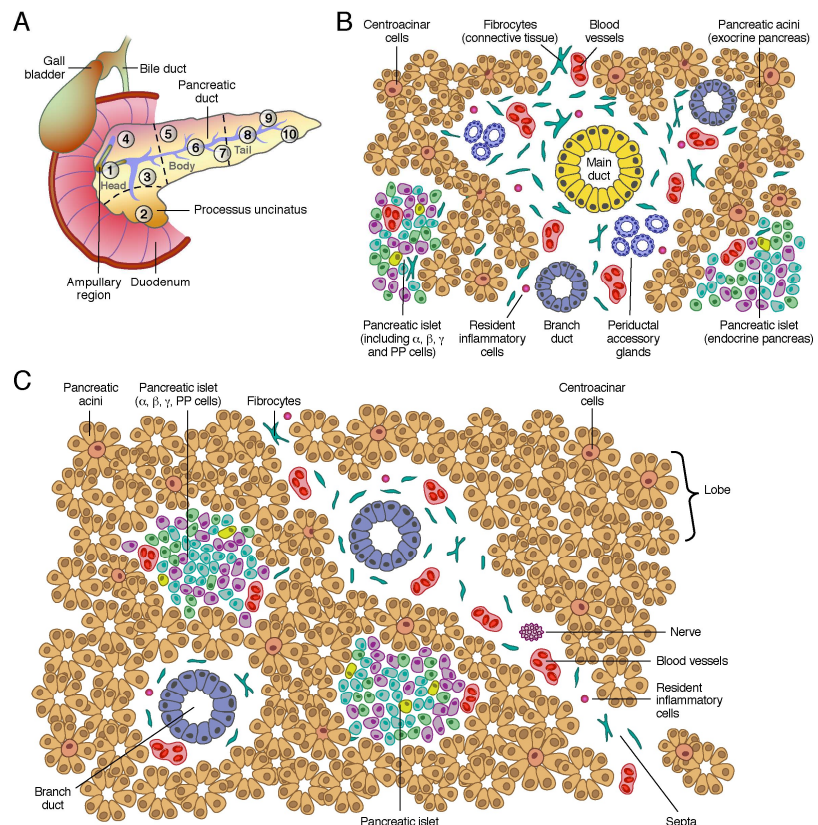 A
Gall
bladder
Bile duct
Pancreatic
duct
4
5
9
10
8
6
7
Tail
1
Body
3
Head
2
Processus uncinatus
Ampullary
region
Duodenum
B
Centroacinar
cells
Fibrocytes
(connective tissue)
Blood
vessels
Pancreatic acini
(exocrine pancreas)
Main
duct
Pancreatic islet
(including α, β, γ
and PP cells)
Resident
inflammatory
cells
Branch
duct
Periductal
accessory
glands
Pancreatic islet
(endocrine pancreas)
C
Pancreatic
acini
Pancreatic islet
(α, β, γ, PP cells)
Fibrocytes
Centroacinar
cells
Lobe
Nerve
Blood vessels
Resident
inflammatory
cells
Branch
duct
Pancreatic islet
Septa